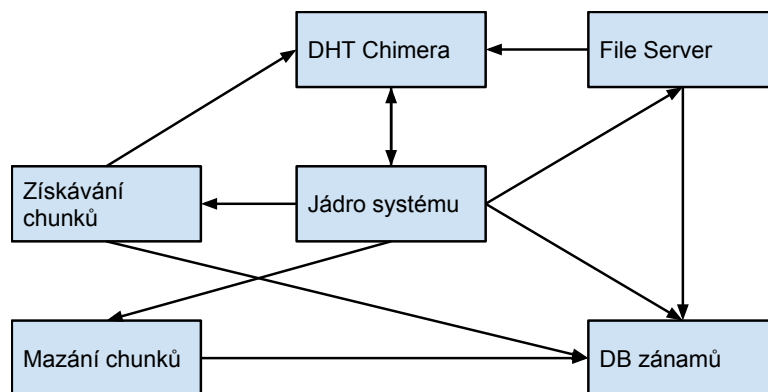 DHT Chimera
File Server
Získávání
chunků
Jádro systému
Mazání chunků
DB zánamů